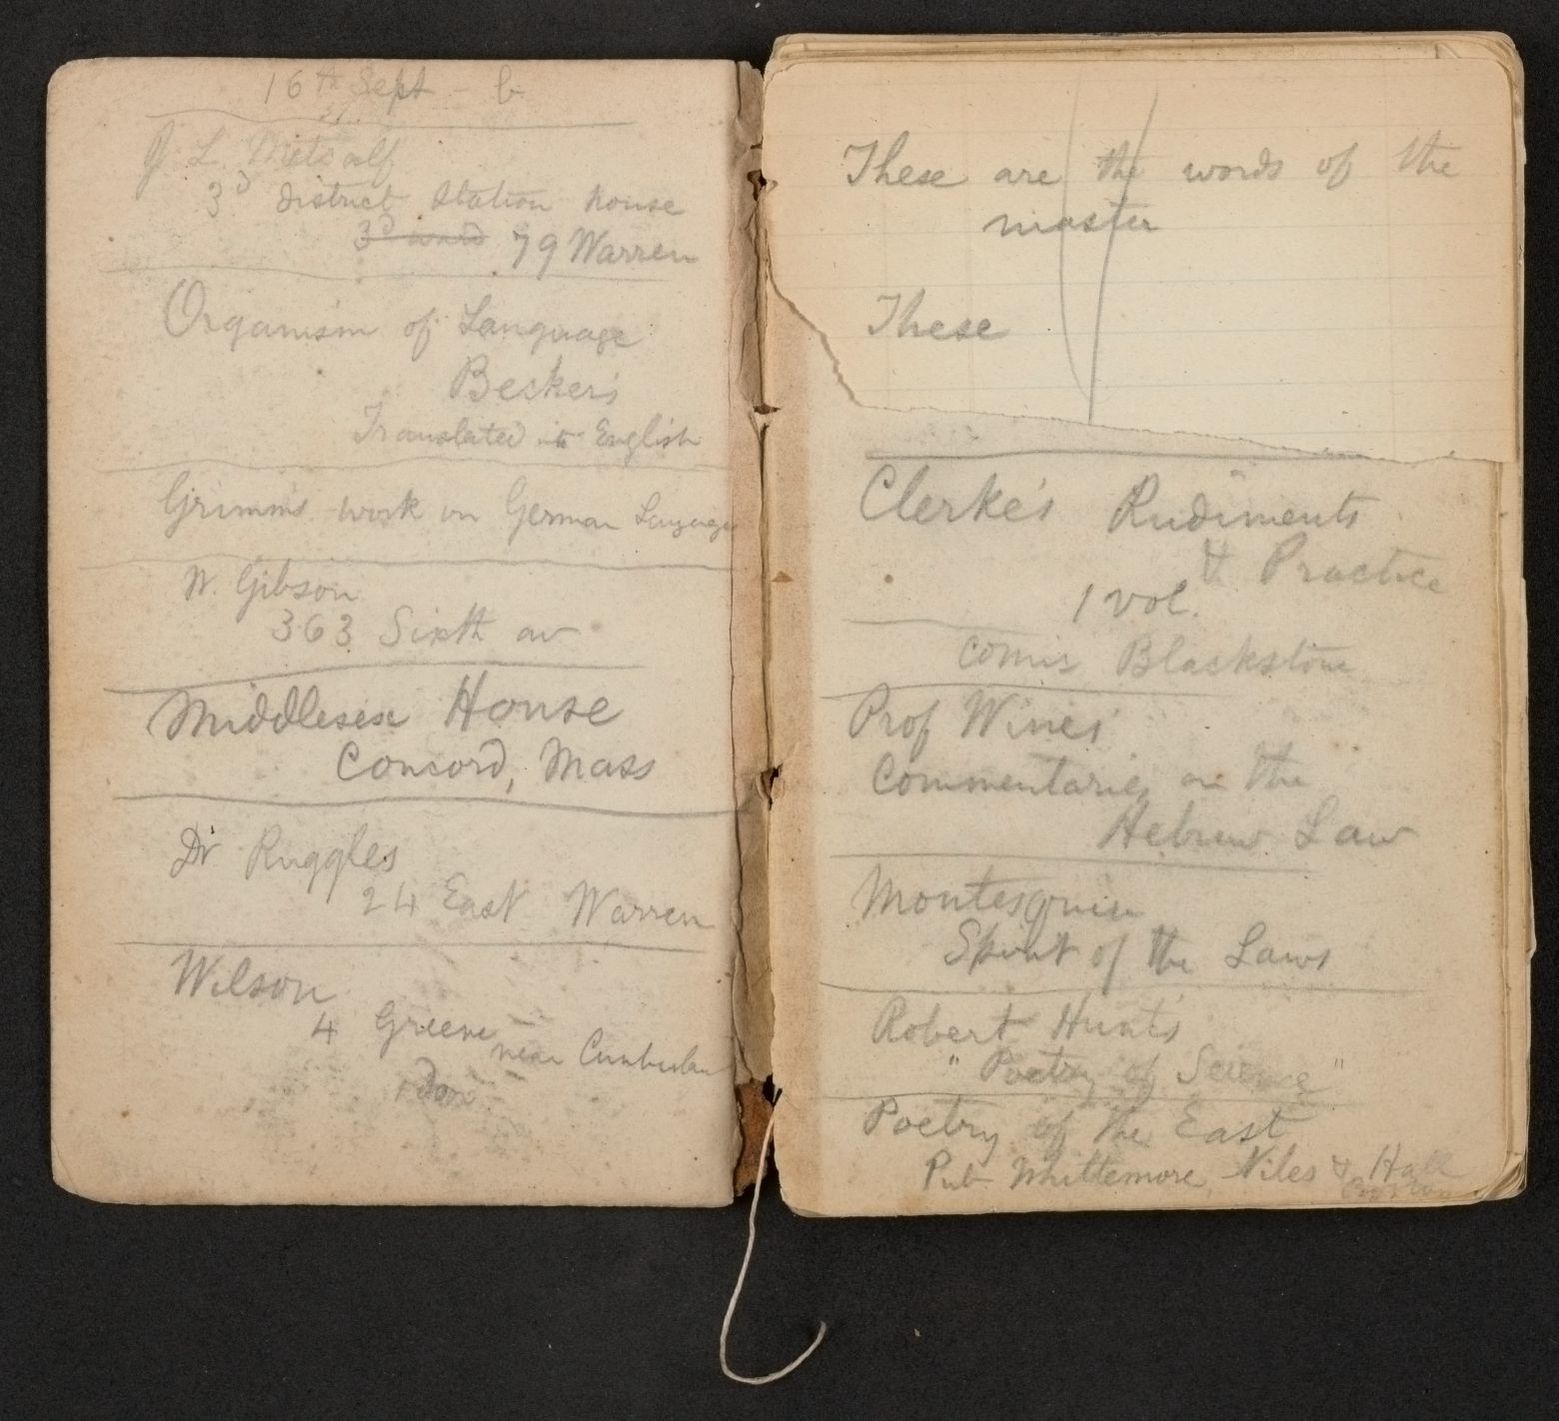 16th Sept — b
J. L. Metcalf
3d district station house
3d ward 79 Warren
Organism of Language
Becker's
Translated into English
Grimm's work on German Language
W. Gibson
363 Sixth av
Middlesex House
Concord, Mass
Dr Ruggles
24 East Warren
Wilson
4 Greene
near Cumberlan
These are the words of the
master
These
Clerke's Rudiments
& Practice
1 vol.
comes Blackstone
Prof Wines'
Commentaries on the
Hebrew Law
Montesquieu
Spirit of the Laws
Robert Hunt's
"Poetry of Science"
Poetry of the East
Pub Whittemore, Niles & Hall
Boston